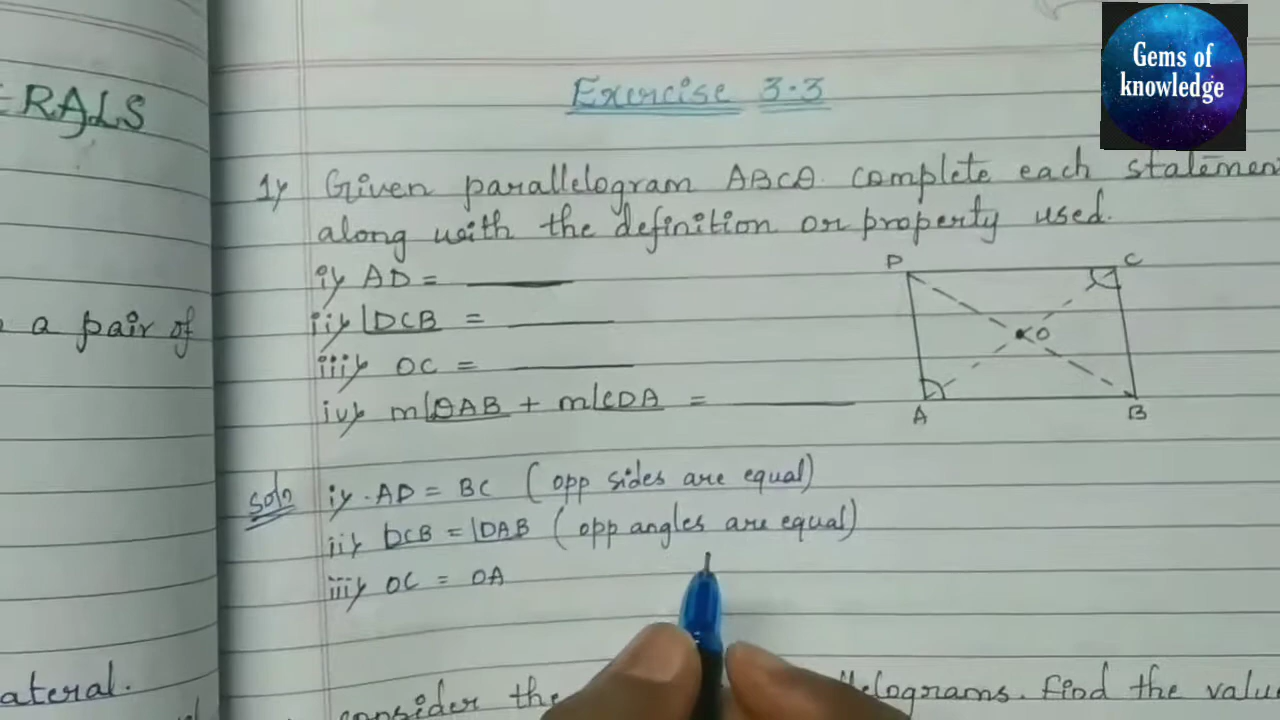 ERALS
a pair of
ateral.
Gems of
knowledge
Exercise 3.3
1) Given parallelogram ABCD. complete each statemen
along with the definition or property used.
i) AD = ______
ii) ∠DCB = ______
iii) OC = ______
iv) m∠DAB + m∠CDA = ______
D
C
O
A
B
Soln i) . AD = BC (opp sides are equal)
ii) DCB = ∠DAB (opp angles are equal)
iii) OC = OA
consider the llelograms. Find the valu